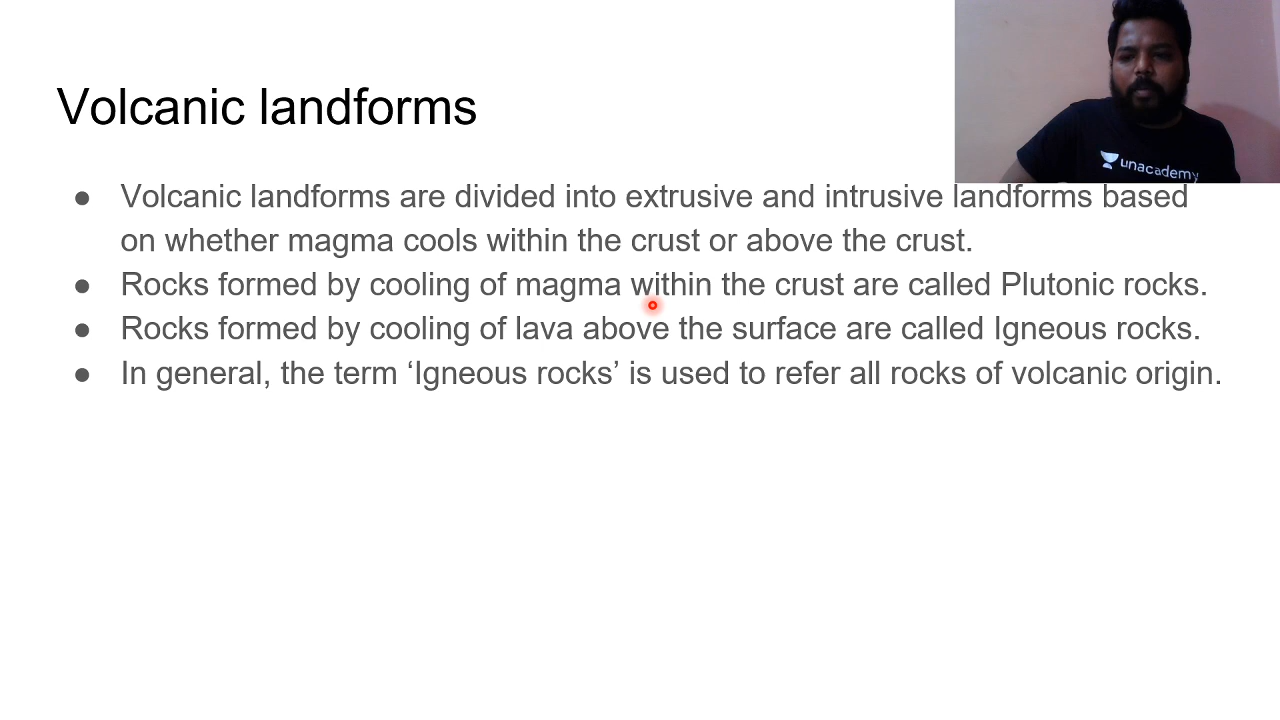 Volcanic landforms
unacademy
● Volcanic landforms are divided into extrusive and intrusive landforms based
on whether magma cools within the crust or above the crust.
● Rocks formed by cooling of magma within the crust are called Plutonic rocks.
● Rocks formed by cooling of lava above the surface are called Igneous rocks.
● In general, the term ‘Igneous rocks’ is used to refer all rocks of volcanic origin.